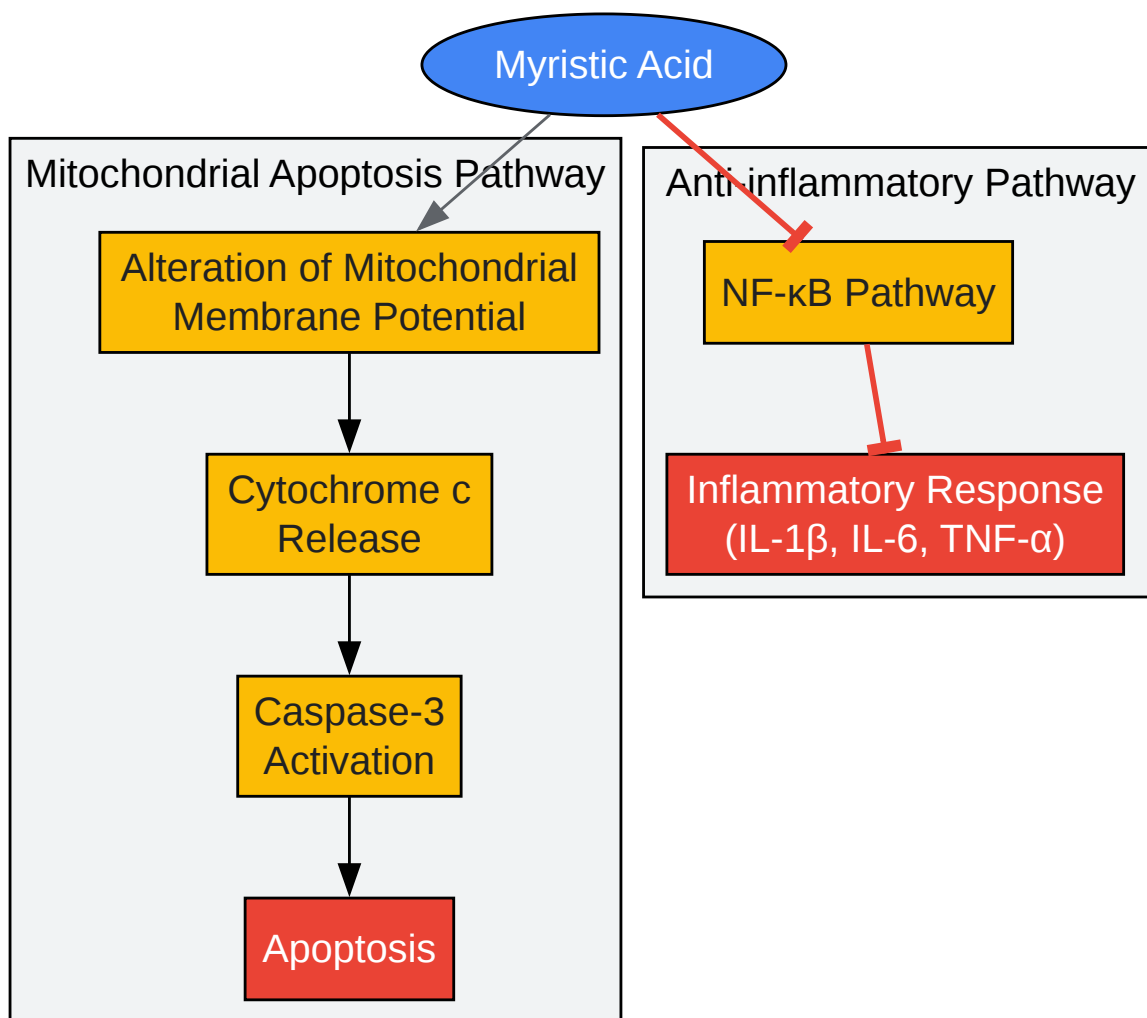 Myristic Acid
Mitochondrial Apoptosis Pathway
Alteration of Mitochondrial
Membrane Potential
Cytochrome c
Release
Caspase-3
Activation
Apoptosis
Anti-inflammatory Pathway
NF-κB Pathway
Inflammatory Response
(IL-1β, IL-6, TNF-α)